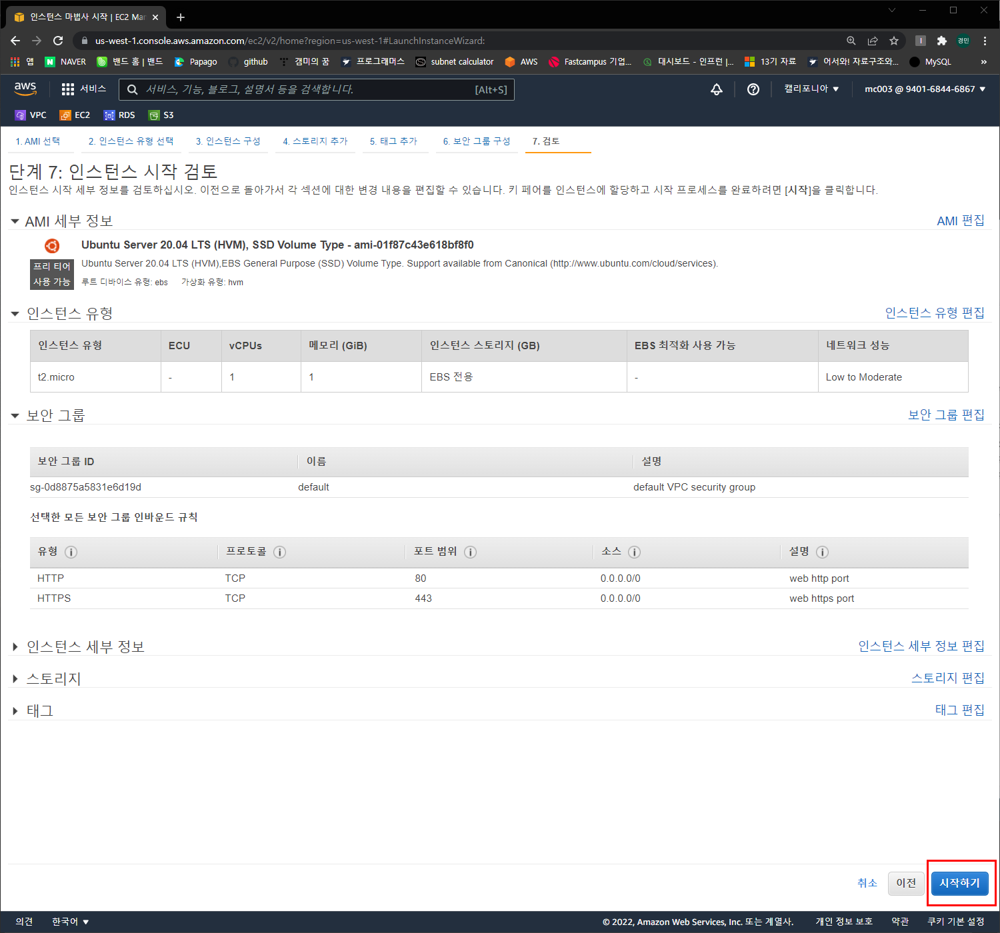 인스턴스 마법사 시작 | EC2 Mar
us-west-1.console.aws.amazon.com/ec2/v2/home?region=us-west-1#LaunchInstanceWizard:
경민
앱 NAVER 밴드 홈 | 밴드 Papago github 캠미의 꿈 프로그래머스 subnet calculator AWS Fastcampus 기업... 대시보드 - 인프런 |... 13기 자료 어서와! 자료구조와... MySQL »
aws 서비스 서비스, 기능, 블로그, 설명서 등을 검색합니다. [Alt+S] 캘리포니아 ▼ mc003 @ 9401-6844-6867 ▼
VPC EC2 RDS S3
1. AMI 선택 2. 인스턴스 유형 선택 3. 인스턴스 구성 4. 스토리지 추가 5. 태그 추가 6. 보안 그룹 구성 7. 검토
단계 7: 인스턴스 시작 검토
인스턴스 시작 세부 정보를 검토하십시오. 이전으로 돌아가서 각 섹션에 대한 변경 내용을 편집할 수 있습니다. 키 페어를 인스턴스에 할당하고 시작 프로세스를 완료하려면 [시작]을 클릭합니다.
AMI 세부 정보 AMI 편집
Ubuntu Server 20.04 LTS (HVM), SSD Volume Type - ami-01f87c43e618bf8f0
프리 티어 사용 가능
Ubuntu Server 20.04 LTS (HVM),EBS General Purpose (SSD) Volume Type. Support available from Canonical (http://www.ubuntu.com/cloud/services).
루트 디바이스 유형: ebs 가상화 유형: hvm
인스턴스 유형 인스턴스 유형 편집
인스턴스 유형 ECU vCPUs 메모리 (GiB) 인스턴스 스토리지 (GB) EBS 최적화 사용 가능 네트워크 성능
t2.micro - 1 1 EBS 전용 - Low to Moderate
보안 그룹 보안 그룹 편집
보안 그룹 ID 이름 설명
sg-0d8875a5831e6d19d default default VPC security group
선택한 모든 보안 그룹 인바운드 규칙
유형 프로토콜 포트 범위 소스 설명
HTTP TCP 80 0.0.0.0/0 web http port
HTTPS TCP 443 0.0.0.0/0 web https port
인스턴스 세부 정보 인스턴스 세부 정보 편집
스토리지 스토리지 편집
태그 태그 편집
취소 이전 시작하기
의견 한국어 ▼ © 2022, Amazon Web Services, Inc. 또는 계열사. 개인 정보 보호 약관 쿠키 기본 설정